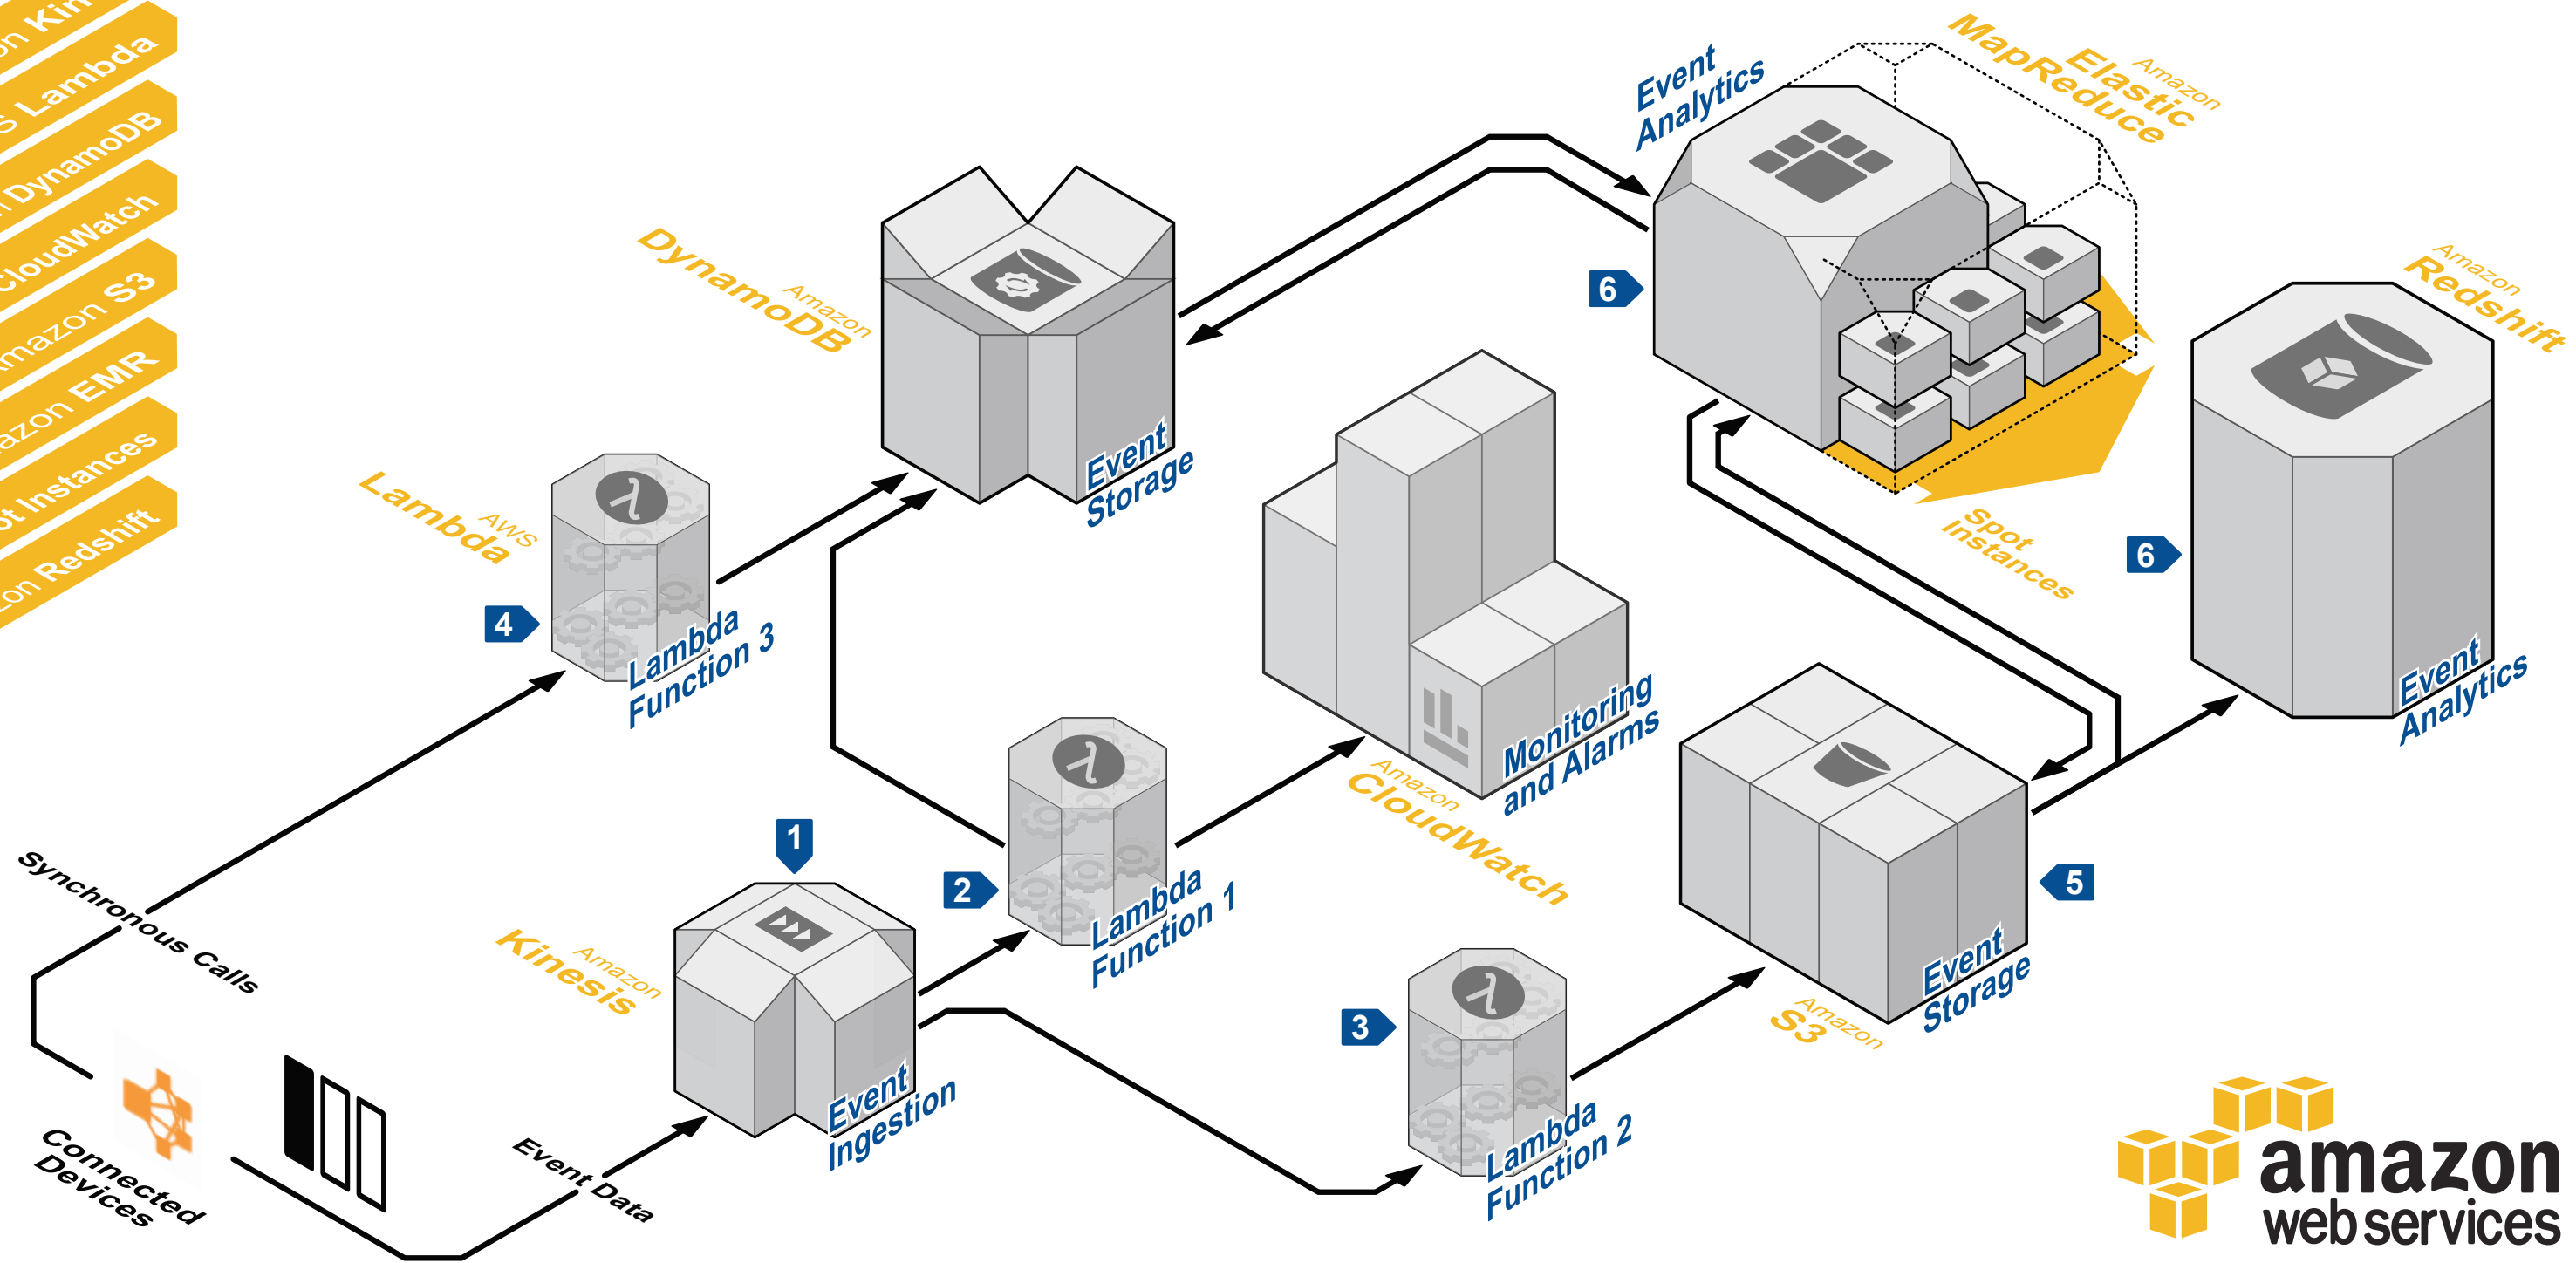 Kin
Lambda
DynamoDB
CloudWatch
S3
EMR
Instances
Redshift
Amazon
DynamoDB
Event
Storage
Event
Analytics
Amazon
Elastic
MapReduce
6
Spot
Instances
Amazon
Redshift
6
Event
Analytics
AWS
Lambda
4
Lambda
Function 3
Synchronous Calls
Connected
Devices
Event Data
Amazon
Kinesis
1
Event
Ingestion
2
Lambda
Function 1
Monitoring
and Alarms
Amazon
CloudWatch
3
Lambda
Function 2
5
Event
Storage
Amazon
S3
amazon
web services